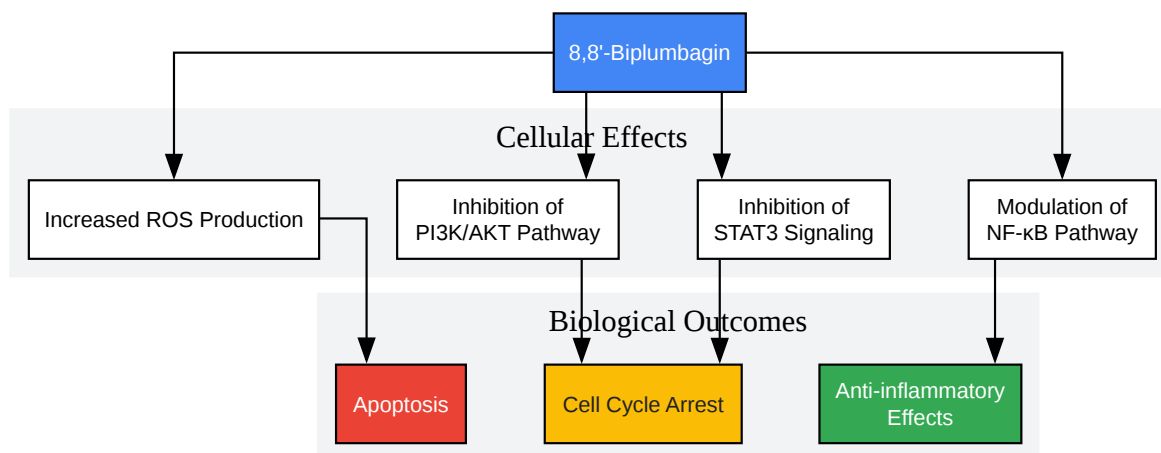 8,8'-Biplumbagin
Cellular Effects
Increased ROS Production
Inhibition of
PI3K/AKT Pathway
Inhibition of
STAT3 Signaling
Modulation of
NF-κB Pathway
Biological Outcomes
Apoptosis
Cell Cycle Arrest
Anti-inflammatory
Effects